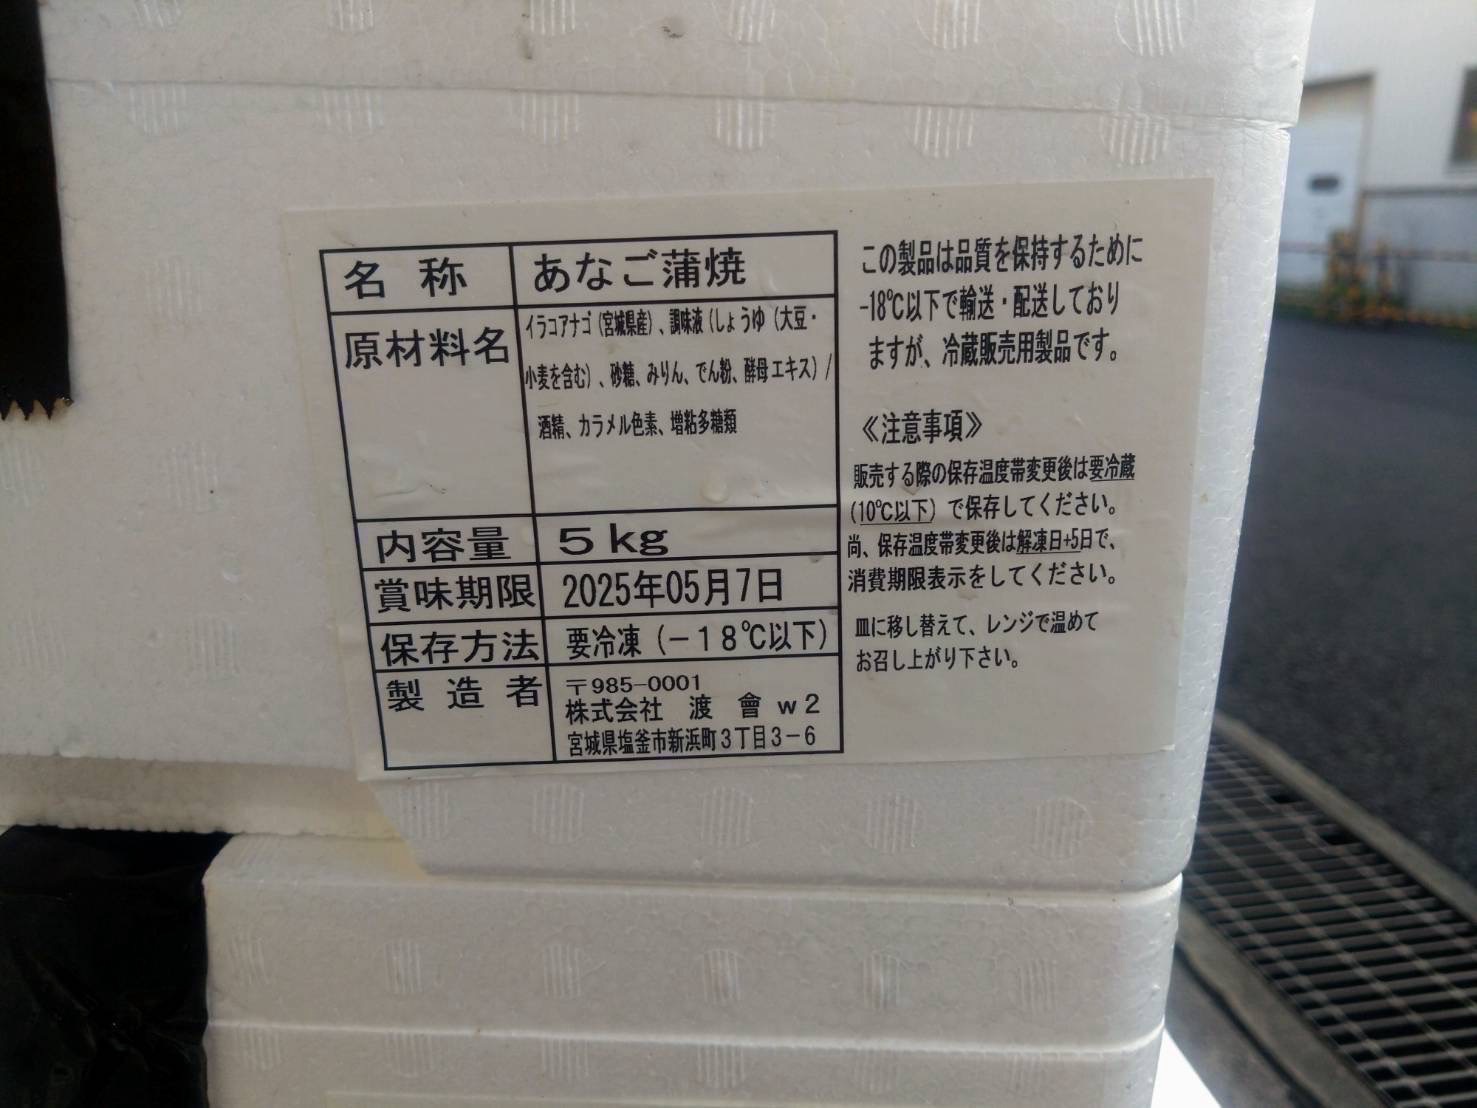 名 称 あなご蒲焼
原材料名 イラコアナゴ(宮城県産)、調味液(しょうゆ(大豆・
小麦を含む)、砂糖、みりん、でん粉、酵母エキス)/
酒精、カラメル色素、増粘多糖類
内容量 5kg
賞味期限 2025年05月7日
保存方法 要冷凍(-18℃以下)
製造者 〒985-0001
株式会社 渡會w2
宮城県塩釜市新浜町3丁目3-6
この製品は品質を保持するために
-18℃以下で輸送・配送しており
ますが、冷蔵販売用製品です。
《注意事項》
販売する際の保存温度帯変更後は要冷蔵
(10℃以下)で保存してください。
尚、保存温度帯変更後は解凍日+5日で、
消費期限表示をしてください。
皿に移し替えて、レンジで温めて
お召し上がり下さい。